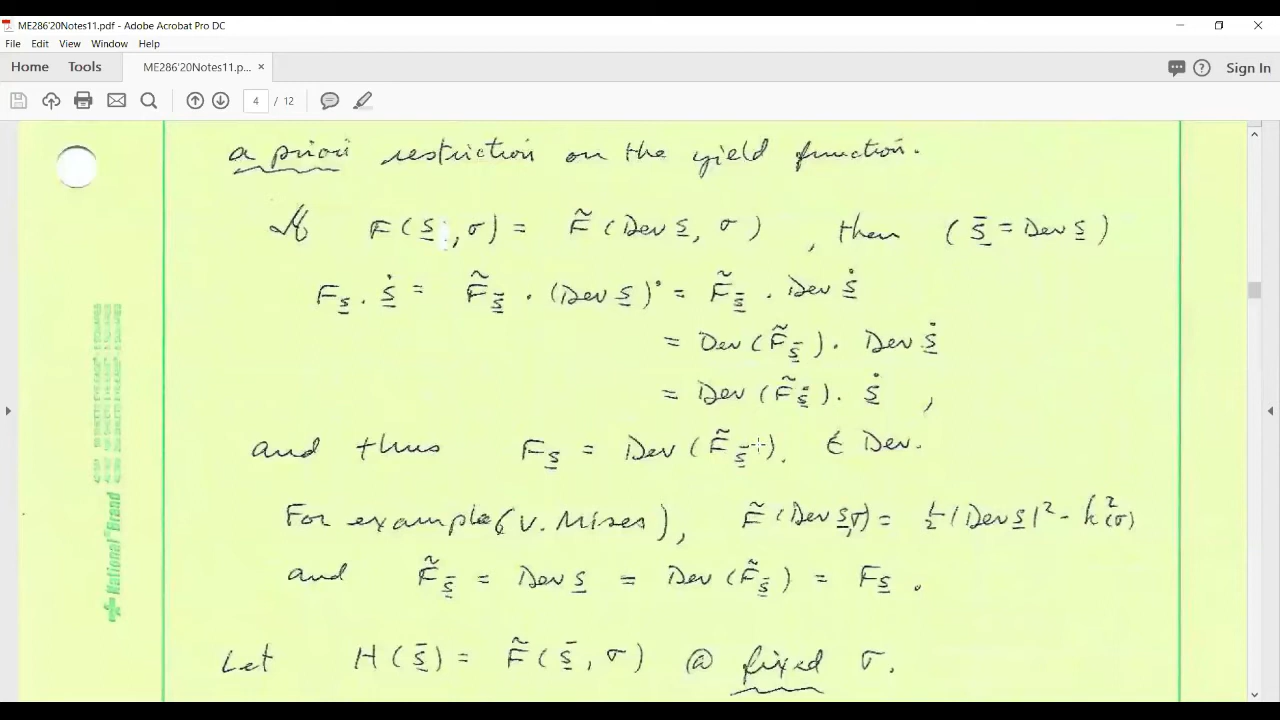 ME286'20Notes11.pdf - Adobe Acrobat Pro DC
File Edit View Window Help
Home Tools ME286'20Notes11.p... × Sign In
4 / 12
a priori restriction on the yield function.
If F(S, σ) = F̃(Dev S, σ), then (S̄ = Dev S)
F_S · Ṡ = F̃_S̄ · (Dev S)˙ = F̃_S̄ · Dev Ṡ
= Dev(F̃_S̄) · Dev Ṡ
= Dev(F̃_S̄) · Ṡ,
and thus F_S = Dev(F̃_S̄). ∈ Dev.
For example (v. Mises), F̃(Dev S, σ) = ½|Dev S|² - k²(σ)
and F̃_S̄ = Dev S = Dev(F̃_S̄) = F_S.
Let H(S̄) = F̃(S̄, σ) @ fixed σ.
National® Brand